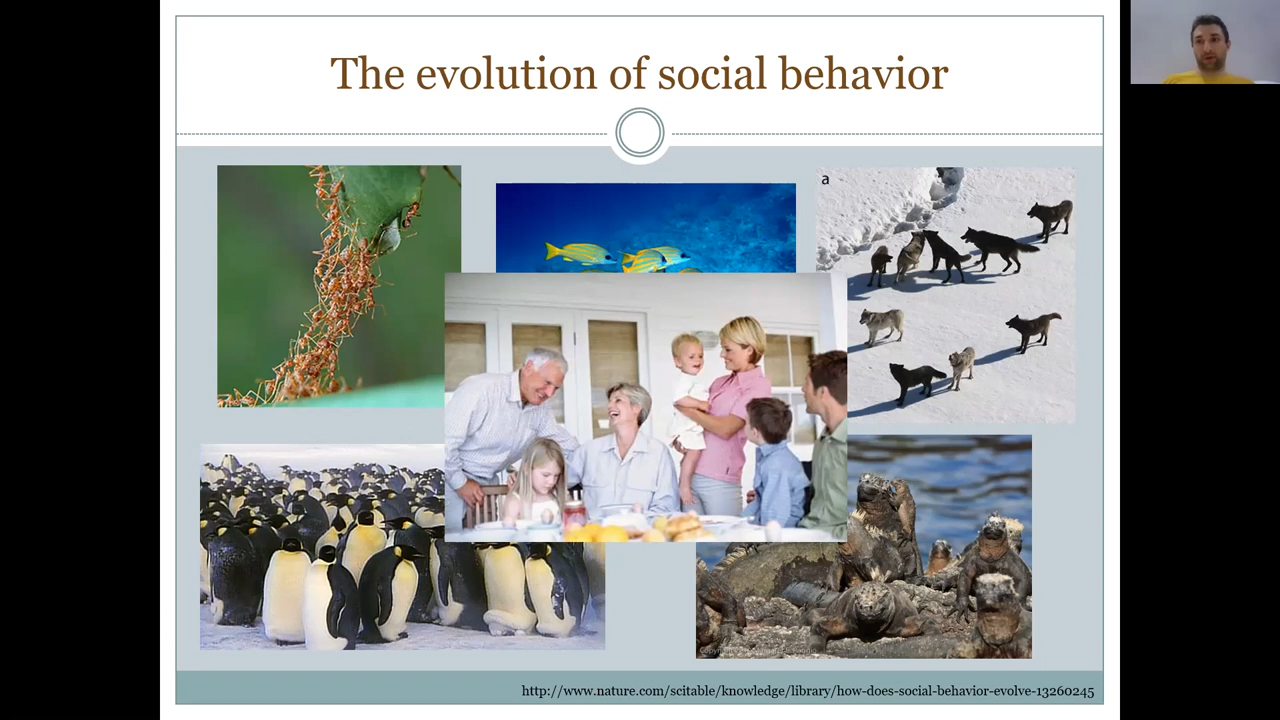 The evolution of social behavior
a
http://www.nature.com/scitable/knowledge/library/how-does-social-behavior-evolve-13260245